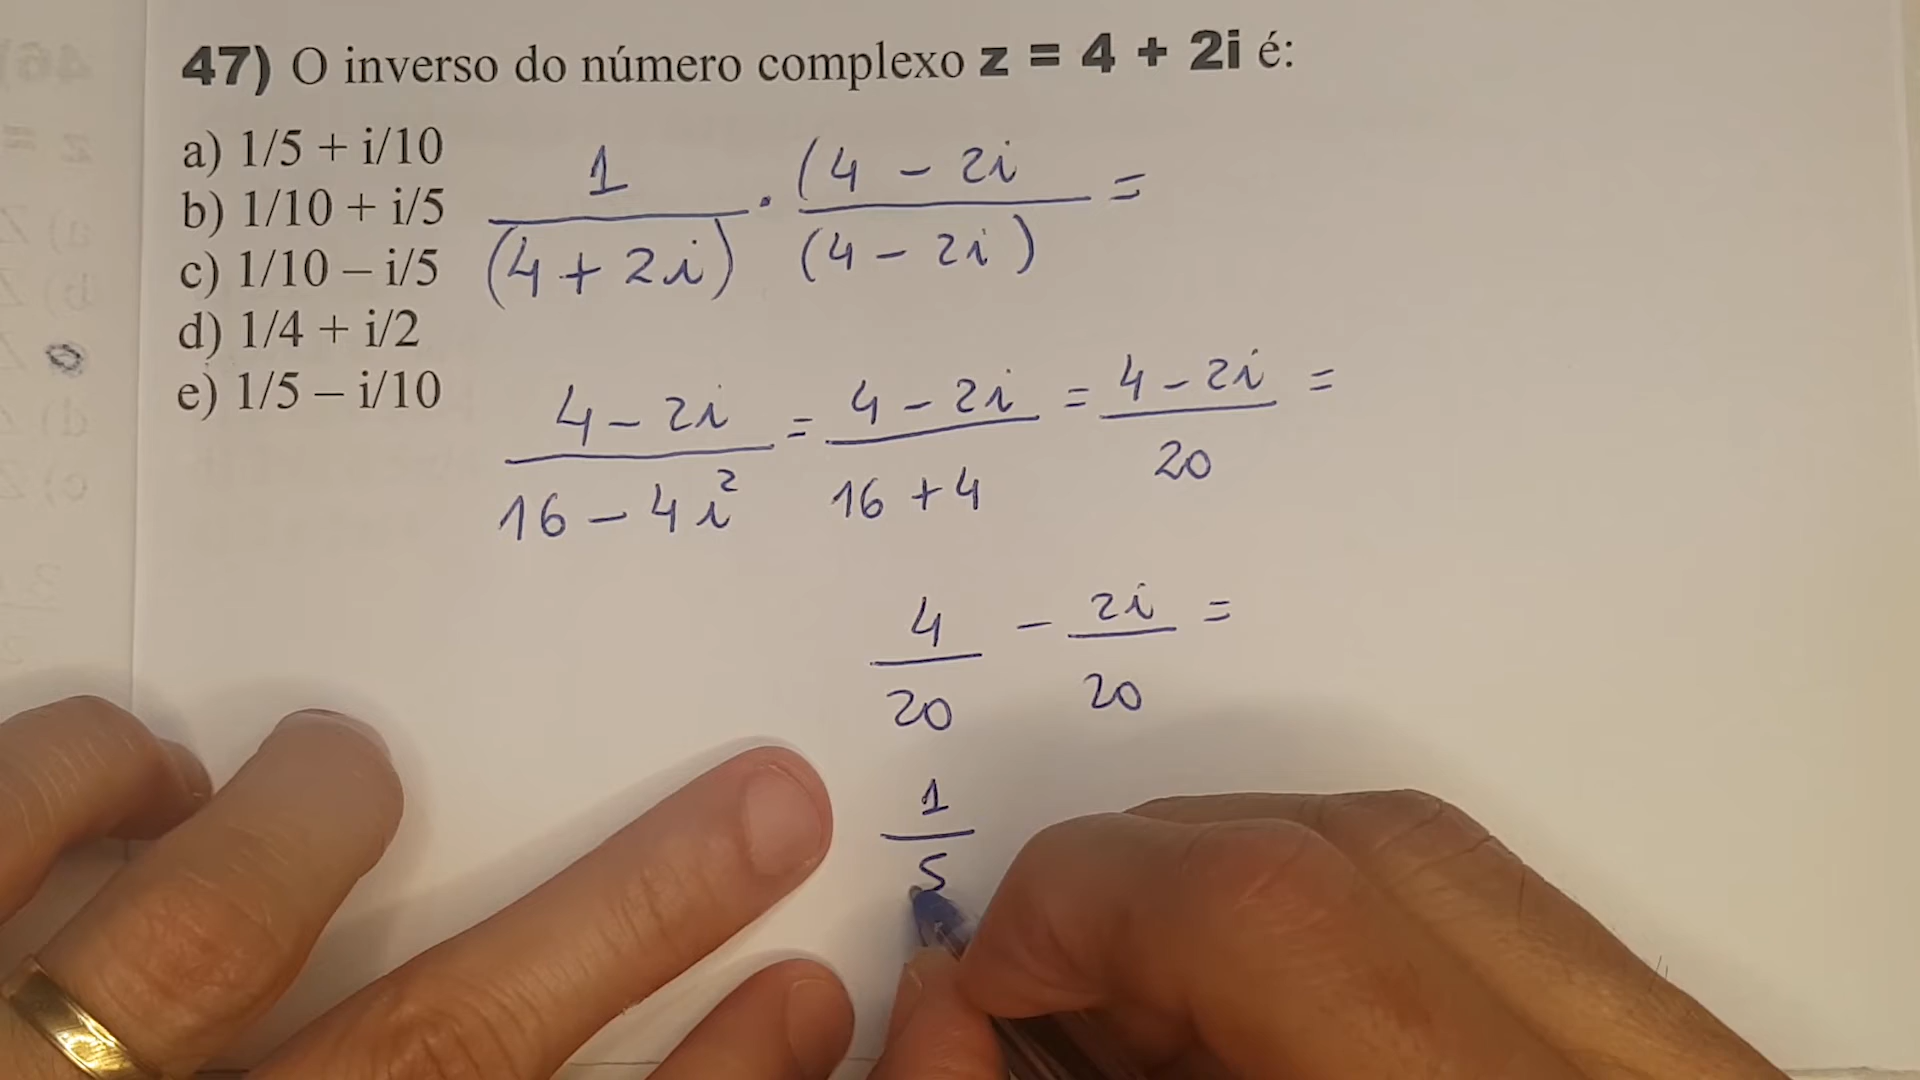 47) O inverso do número complexo z = 4 + 2i é:
a) 1/5 + i/10
b) 1/10 + i/5
c) 1/10 – i/5
d) 1/4 + i/2
e) 1/5 – i/10
1/(4 + 2i) · (4 - 2i/(4 - 2i) =
4 - 2i/16 - 4i² = 4 - 2i/16 + 4 = 4 - 2i/20 =
4/20 - 2i/20 =
1/5